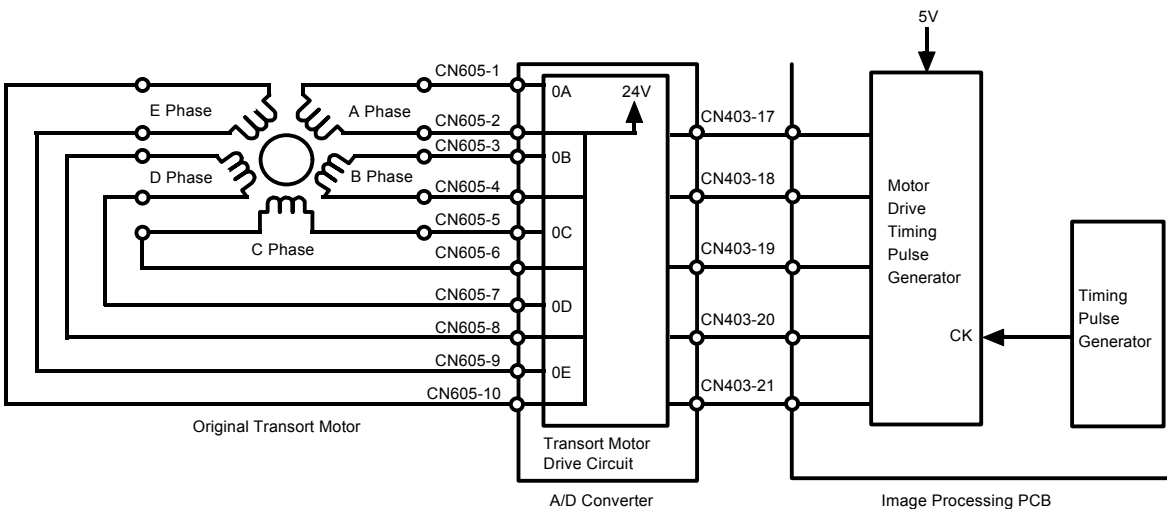 5V
CN605-1
E Phase
A Phase
0A
24V
CN605-2
CN403-17
CN605-3
D Phase
B Phase
0B
CN605-4
CN403-18
Motor
Drive
Timing
Pulse
Generator
CN605-5
0C
C Phase
CN605-6
CN403-19
CN605-7
0D
Timing
Pulse
Generator
CN605-8
CN403-20
CK
CN605-9
0E
CN605-10
CN403-21
Original Transort Motor
Transort Motor
Drive Circuit
A/D Converter
Image Processing PCB